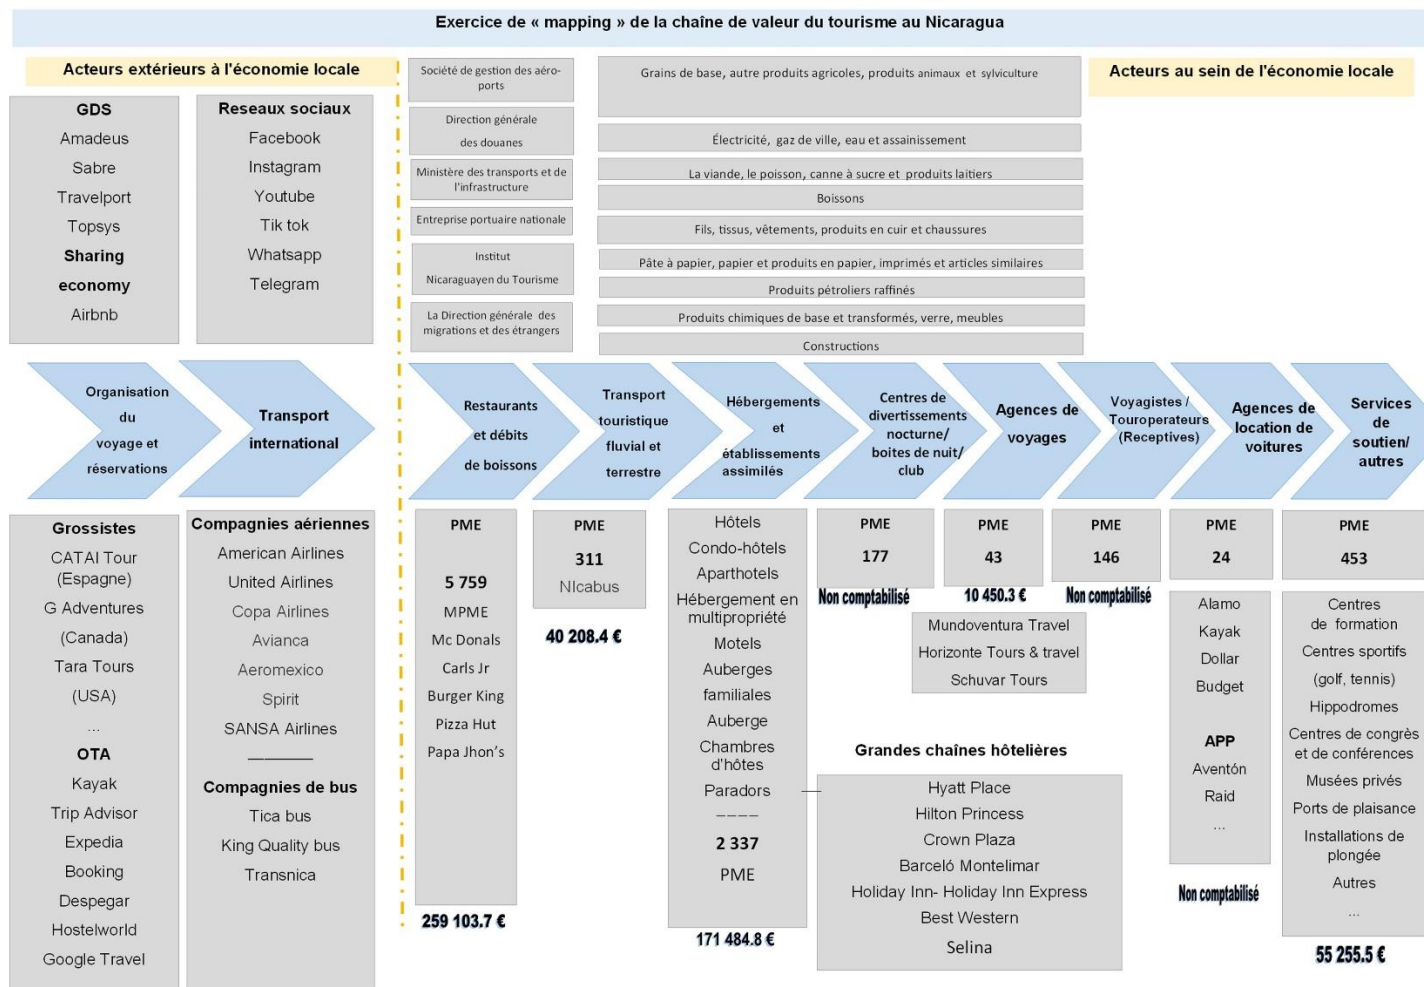 Exercice de « mapping » de la chaîne de valeur du tourisme au Nicaragua
Acteurs extérieurs à l'économie locale
GDS
Amadeus
Sabre
Travelport
Topsys
Sharing
economy
Airbnb
Reseaux sociaux
Facebook
Instagram
Youtube
Tik tok
Whatsapp
Telegram
Société de gestion des aéro-
ports
Direction générale
des douanes
Ministère des transports et de
l'infrastructure
Entreprise portuaire nationale
Institut
Nicaraguayen du Tourisme
La Direction générale des
migrations et des étrangers
Grains de base, autre produits agricoles, produits animaux et sylviculture
Électricité, gaz de ville, eau et assainissement
La viande, le poisson, canne à sucre et produits laitiers
Boissons
Fils, tissus, vêtements, produits en cuir et chaussures
Pâte à papier, papier et produits en papier, imprimés et articles similaires
Produits pétroliers raffinés
Produits chimiques de base et transformés, verre, meubles
Constructions
Acteurs au sein de l'économie locale
Organisation
du
voyage et
réservations
Transport
international
Restaurants
et débits
de boissons
Transport
touristique
fluvial et
terrestre
Hébergements
et
établissements
assimilés
Centres de
divertissements
nocturne/
boites de nuit/
club
Agences de
voyages
Voyagistes /
Touroperateurs
(Receptives)
Agences de
location de
voitures
Services
de
soutien/
autres
Grossistes
CATAI Tour
(Espagne)
G Adventures
(Canada)
Tara Tours
(USA)
...
OTA
Kayak
Trip Advisor
Expedia
Booking
Despegar
Hostelworld
Google Travel
Compagnies aériennes
American Airlines
United Airlines
Copa Airlines
Avianca
Aeromexico
Spirit
SANSA Airlines
Compagnies de bus
Tica bus
King Quality bus
Transnica
PME
5 759
MPME
Mc Donals
Carls Jr
Burger King
Pizza Hut
Papa Jhon's
259 103.7 €
PME
311
NIcabus
40 208.4 €
Hôtels
Condo-hôtels
Aparthotels
Hébergement en
multipropriété
Motels
Auberges
familiales
Auberge
Chambres
d'hôtes
Paradors
----
2 337
PME
171 484.8 €
PME
177
Non comptabilisé
PME
43
10 450.3 €
Mundoventura Travel
Horizonte Tours & travel
Schuvar Tours
PME
146
Non comptabilisé
Grandes chaînes hôtelières
Hyatt Place
Hilton Princess
Crown Plaza
Barceló Montelimar
Holiday Inn- Holiday Inn Express
Best Western
Selina
PME
24
Alamo
Kayak
Dollar
Budget
APP
Aventón
Raid
...
Non comptabilisé
PME
453
Centres
de formation
Centres sportifs
(golf, tennis)
Hippodromes
Centres de congrès
et de conférences
Musées privés
Ports de plaisance
Installations de
plongée
Autres
...
55 255.5 €